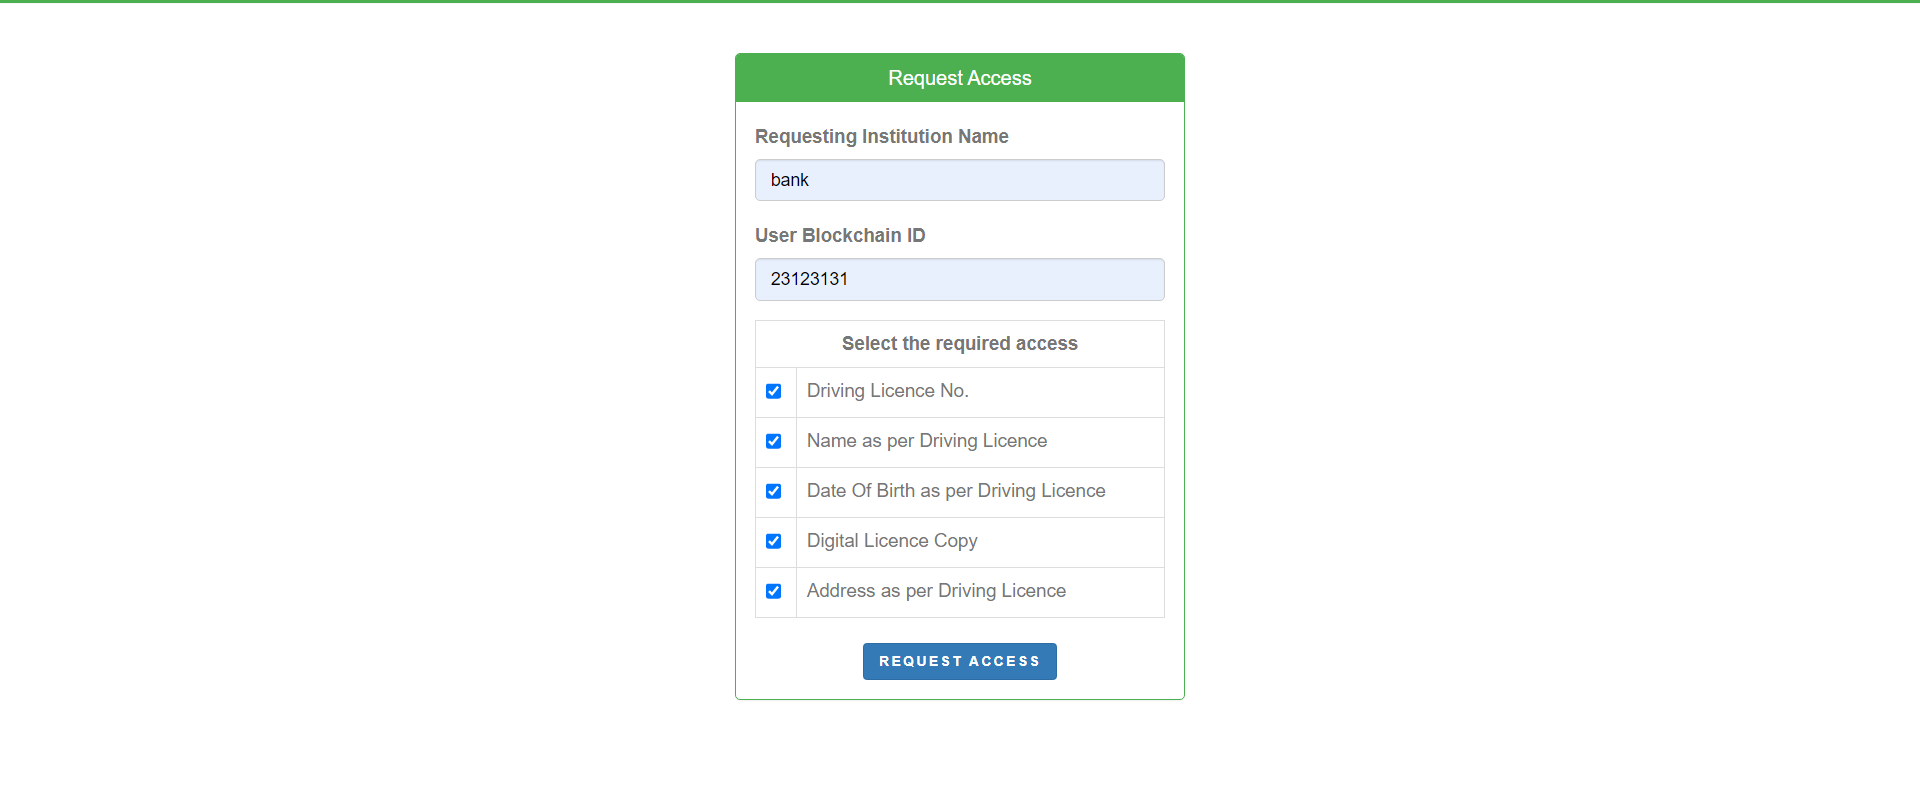 Request Access
Requesting Institution Name
bank
User Blockchain ID
23123131
Select the required access
Driving Licence No.
Name as per Driving Licence
Date Of Birth as per Driving Licence
Digital Licence Copy
Address as per Driving Licence
REQUEST ACCESS